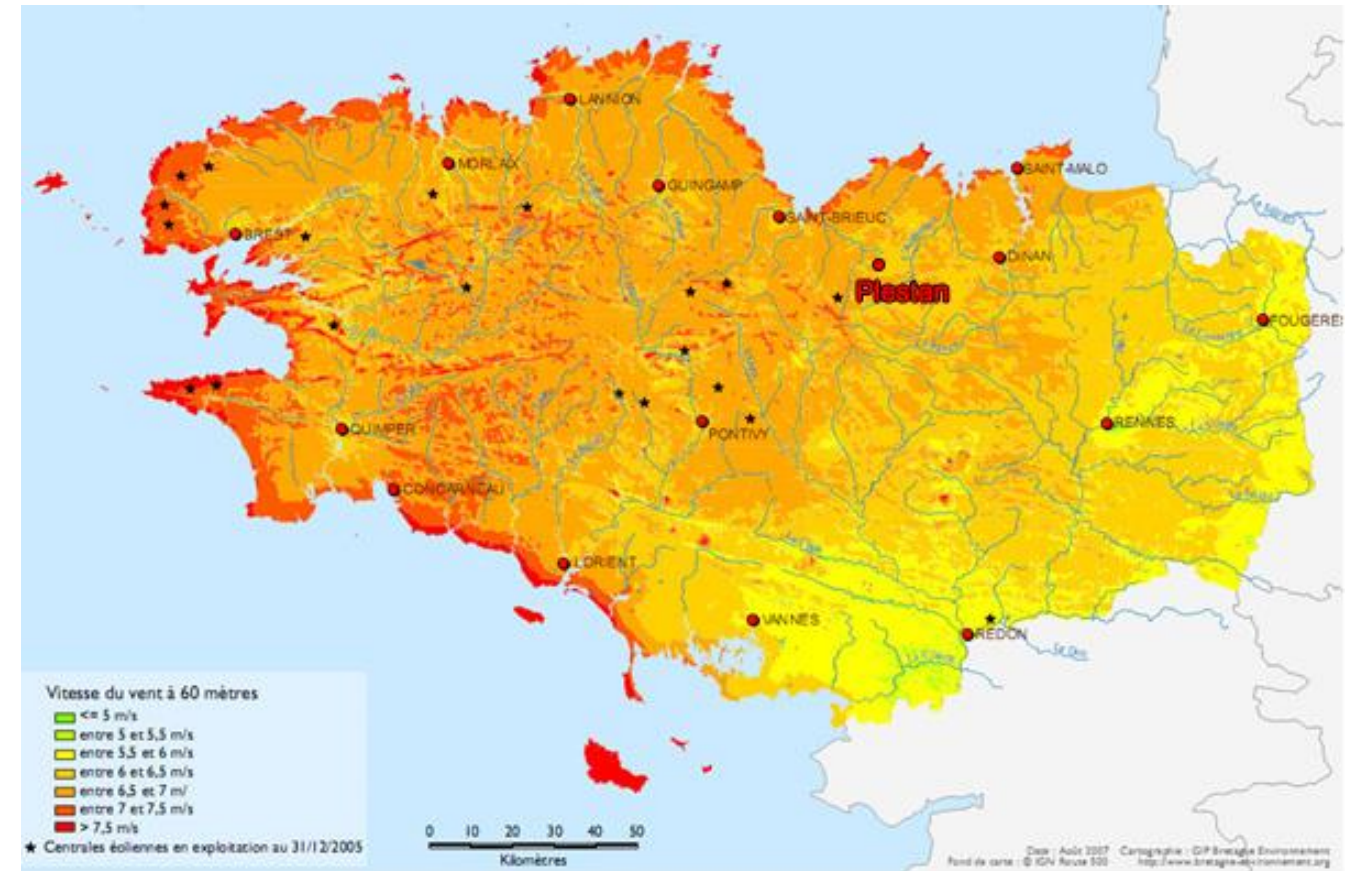 LANNION
MORLAIX
GUINGAMP
SAINT-MALO
SAINT-BRIEUC
BREST
DINAN
Plestan
FOUGERES
QUIMPER
PONTIVY
RENNES
CONCARNEAU
LORIENT
VANNES
REDON
Vitesse du vent à 60 mètres
<= 5 m/s
entre 5 et 5,5 m/s
entre 5,5 et 6 m/s
entre 6 et 6,5 m/s
entre 6,5 et 7 m/
entre 7 et 7,5 m/s
> 7,5 m/s
★ Centrales éoliennes en exploitation au 31/12/2005
0 10 20 30 40 50
Kilomètres
Date : Août 2007 Cartographie : GIP Bretagne Environnement
Fond de carte : © IGN Route 500 http://www.bretagne-environnement.org